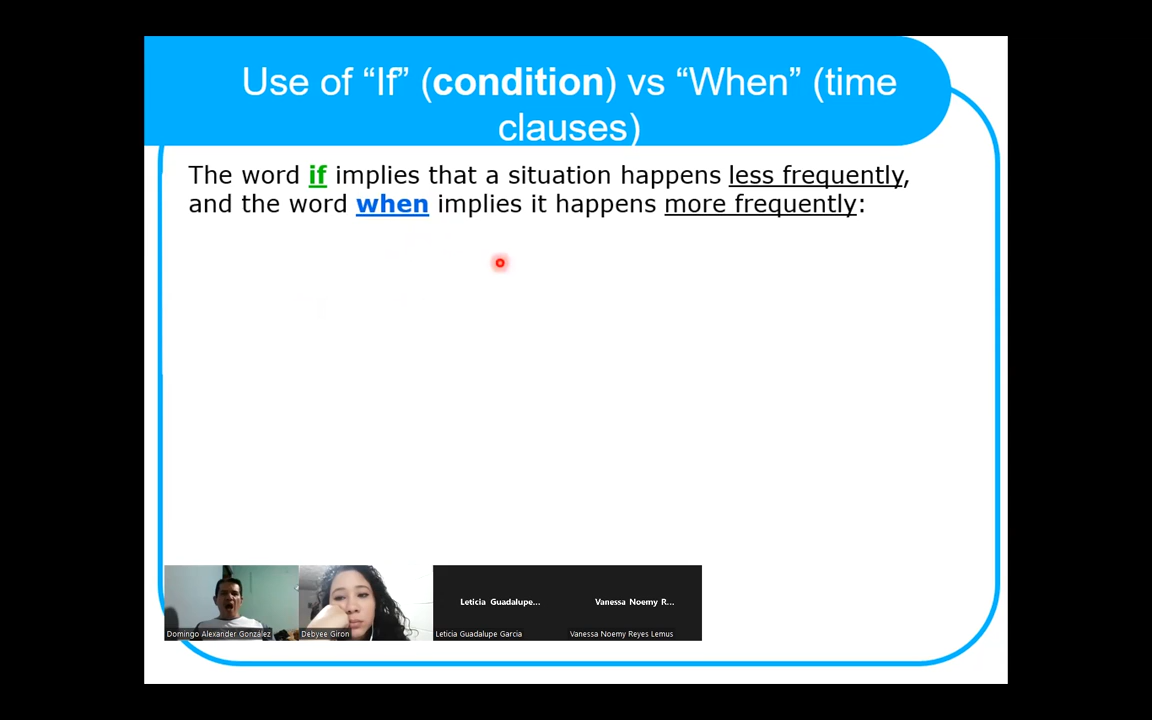 Use of “If” (condition) vs “When” (time
clauses)
The word if implies that a situation happens less frequently,
and the word when implies it happens more frequently:
Leticia Guadalupe...
Vanessa Noemy R...
Domingo Alexander González
Debyee Giron
Leticia Guadalupe Garcia
Vanessa Noemy Reyes Lemus